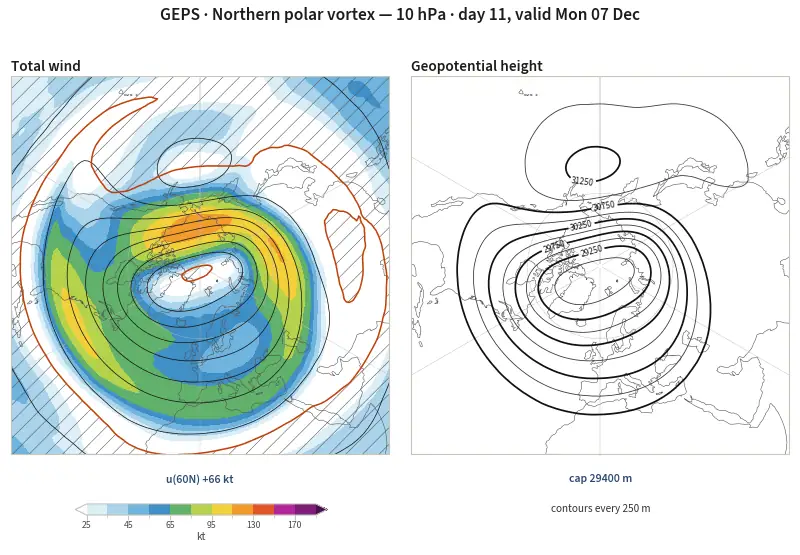 GEPS · Northern polar vortex — 10 hPa · day 11, valid Mon 07 Dec
Total wind
Geopotential height
31250
30750
30250
29750
29250
u(60N) +66 kt
cap 29400 m
contours every 250 m
25 45 65 95 130 170
kt